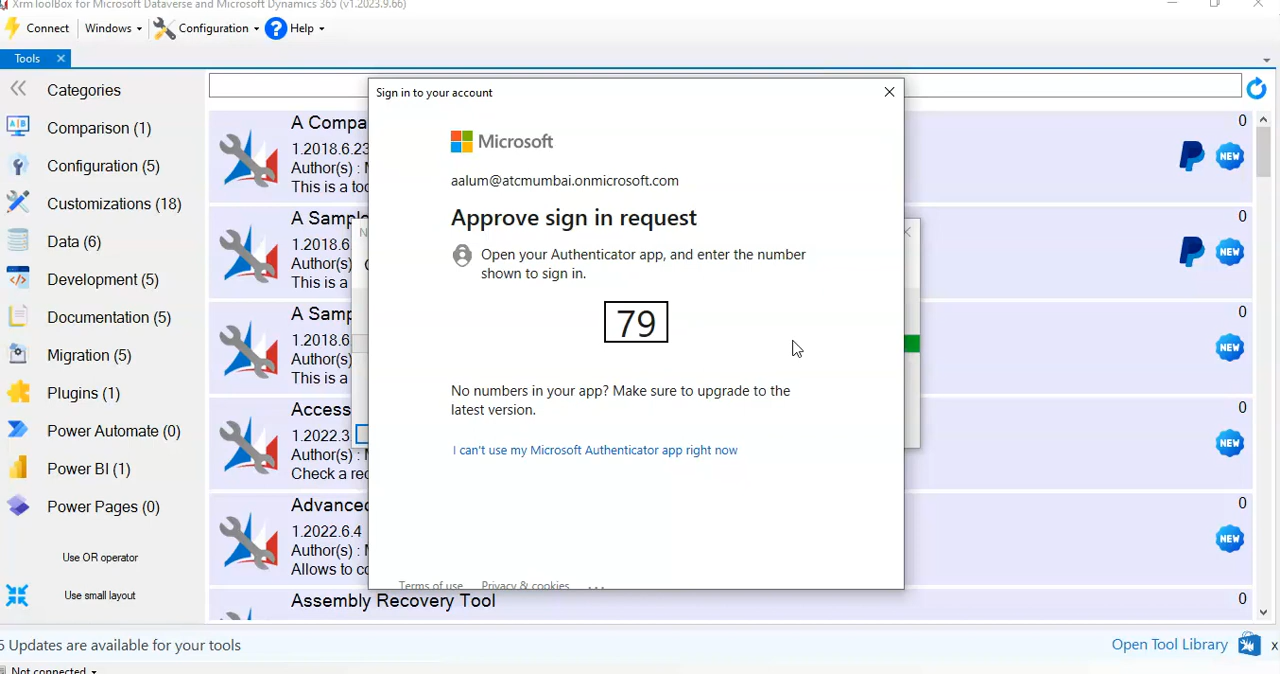 XrmToolBox for Microsoft Dataverse and Microsoft Dynamics 365 (v1.2023.9.66)
Connect Windows Configuration Help
Tools
Categories
Comparison (1)
Configuration (5)
Customizations (18)
Data (6)
Development (5)
Documentation (5)
Migration (5)
Plugins (1)
Power Automate (0)
Power BI (1)
Power Pages (0)
Use OR operator
Use small layout
A Compa
1.2018.6.23
Author(s) :
This is a too
0
NEW
A Sample
1.2018.6
Author(s)
This is a
0
NEW
A Samp
1.2018.6
Author(s)
This is a
0
NEW
Access
1.2022.3
Author(s) :
Check a rec
0
NEW
Advanced
1.2022.6.4
Author(s) :
Allows to co
0
NEW
Assembly Recovery Tool
0
Sign in to your account
Microsoft
aalum@atcmumbai.onmicrosoft.com
Approve sign in request
Open your Authenticator app, and enter the number
shown to sign in.
79
No numbers in your app? Make sure to upgrade to the
latest version.
I can't use my Microsoft Authenticator app right now
Terms of use Privacy & cookies ...
5 Updates are available for your tools
Open Tool Library
Not connected